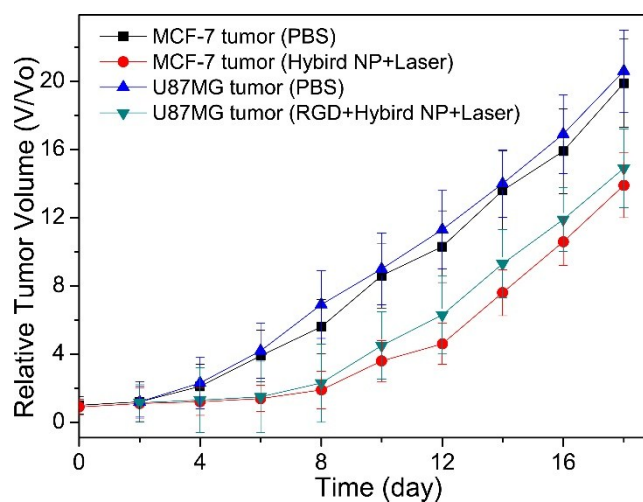 MCF-7 tumor (PBS)
MCF-7 tumor (Hybird NP+Laser)
U87MG tumor (PBS)
U87MG tumor (RGD+Hybird NP+Laser)
Relative Tumor Volume (V/Vo)
20
16
12
8
4
0
0 4 8 12 16
Time (day)